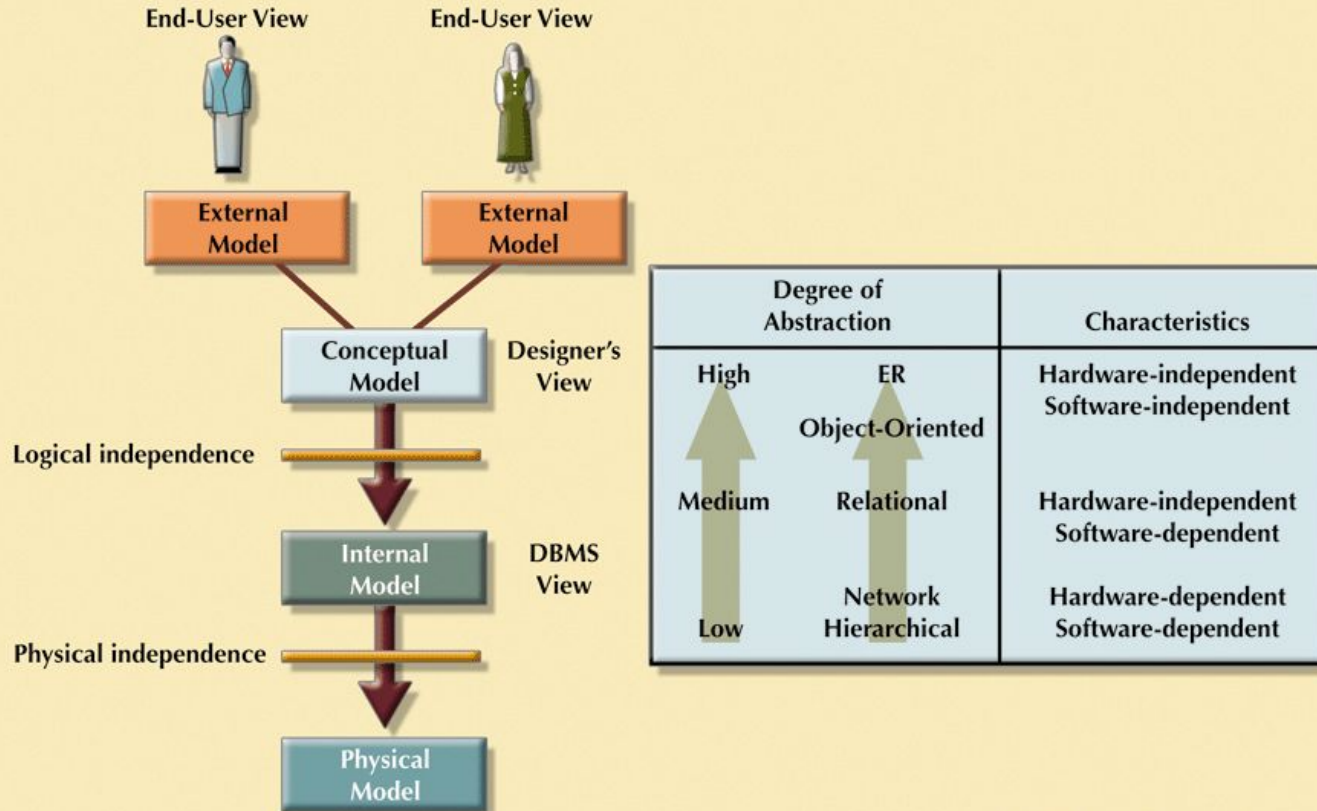 End-User View
End-User View
External
Model
External
Model
Conceptual
Model
Designer's
View
Logical independence
Internal
Model
DBMS
View
Physical independence
Physical
Model
Degree of
Abstraction
Characteristics
High
ER
Hardware-independent
Software-independent
Object-Oriented
Medium
Relational
Hardware-independent
Software-dependent
Low
Network
Hierarchical
Hardware-dependent
Software-dependent